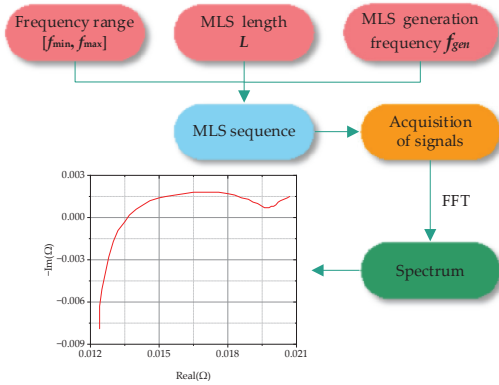 Frequency range
[fmin, fmax]
MLS length
L
MLS generation
frequency fgen
MLS sequence
Acquisition
of signals
FFT
Spectrum
0.003
0.000
−0.003
−0.006
−0.009
−Im(Ω)
0.012
0.015
0.018
0.021
Real(Ω)